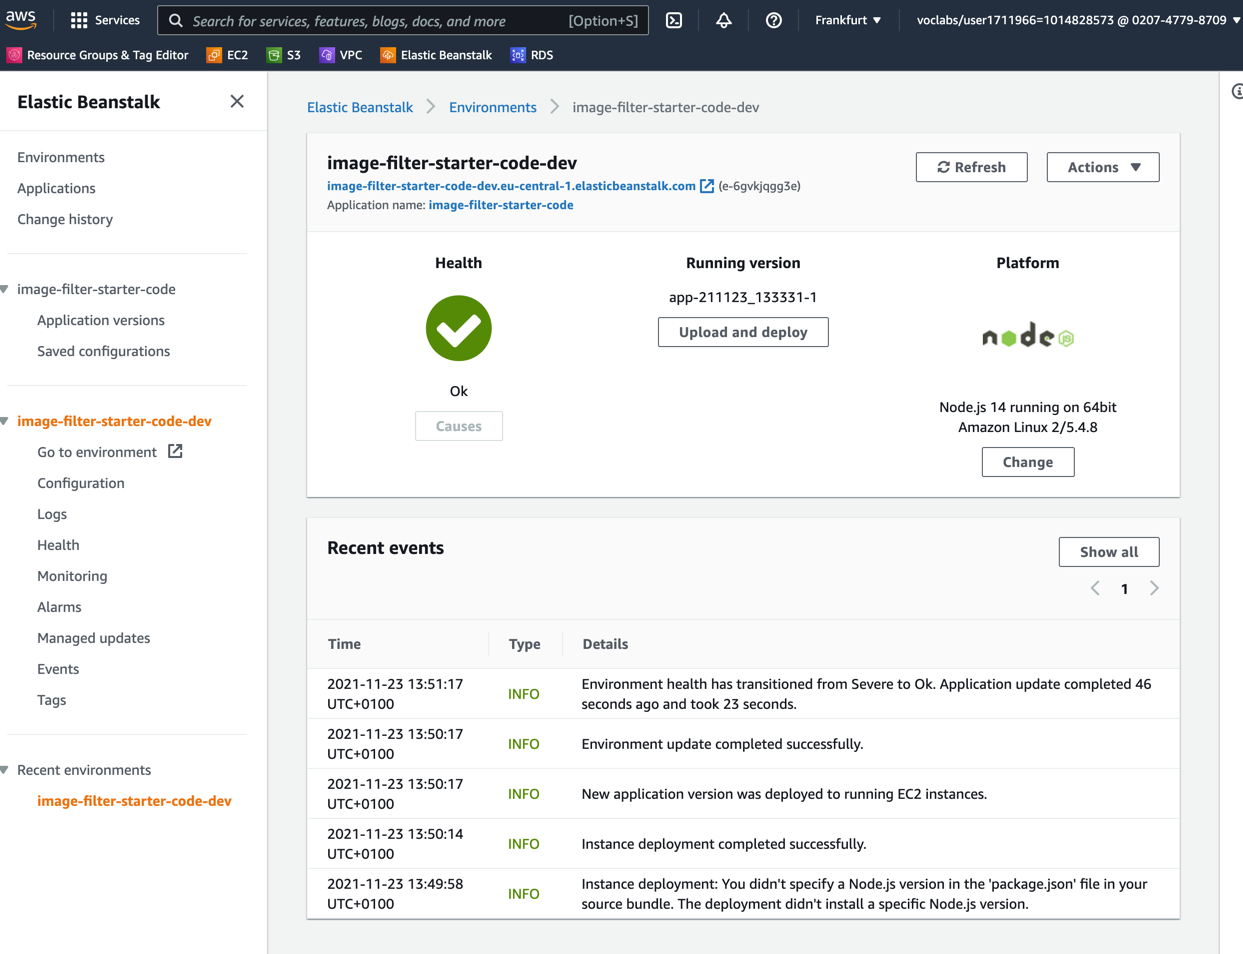 aws
Services
Search for services, features, blogs, docs, and more [Option+S]
Frankfurt
voclabs/user1711966=1014828573 @ 0207-4779-8709
Resource Groups & Tag Editor
EC2
S3
VPC
Elastic Beanstalk
RDS
Elastic Beanstalk
Environments
Applications
Change history
image-filter-starter-code
Application versions
Saved configurations
image-filter-starter-code-dev
Go to environment
Configuration
Logs
Health
Monitoring
Alarms
Managed updates
Events
Tags
Recent environments
image-filter-starter-code-dev
Elastic Beanstalk > Environments > image-filter-starter-code-dev
image-filter-starter-code-dev
image-filter-starter-code-dev.eu-central-1.elasticbeanstalk.com (e-6gvkjqgg3e)
Application name: image-filter-starter-code
Refresh
Actions
Health
Ok
Causes
Running version
app-211123_133331-1
Upload and deploy
Platform
node JS
Node.js 14 running on 64bit
Amazon Linux 2/5.4.8
Change
Recent events
Show all
1
Time Type Details
2021-11-23 13:51:17
UTC+0100
INFO
Environment health has transitioned from Severe to Ok. Application update completed 46
seconds ago and took 23 seconds.
2021-11-23 13:50:17
UTC+0100
INFO
Environment update completed successfully.
2021-11-23 13:50:17
UTC+0100
INFO
New application version was deployed to running EC2 instances.
2021-11-23 13:50:14
UTC+0100
INFO
Instance deployment completed successfully.
2021-11-23 13:49:58
UTC+0100
INFO
Instance deployment: You didn't specify a Node.js version in the 'package.json' file in your
source bundle. The deployment didn't install a specific Node.js version.